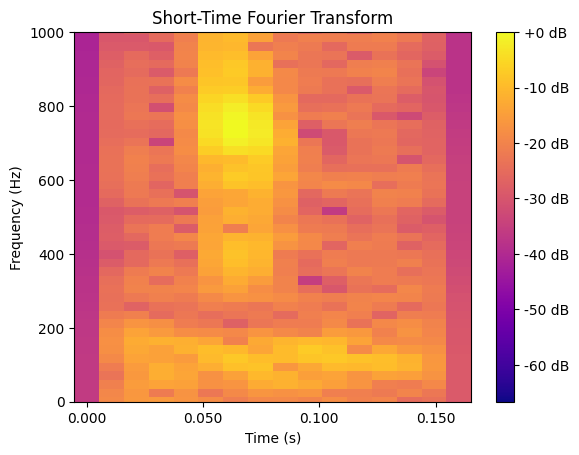 Short-Time Fourier Transform
1000
800
600
400
200
0
Frequency (Hz)
0.000
0.050
0.100
0.150
Time (s)
+0 dB
-10 dB
-20 dB
-30 dB
-40 dB
-50 dB
-60 dB